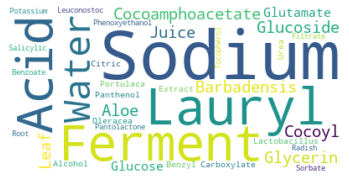 Potassium
Leuconostoc
Cocoamphoacetate
Glutamate
Phenoxyethanol
Juice
Glucoside
Salicylic
Acid
Water
Sodium
Tocopherol
Urea
Filtrate
Benzoate
Citric
Portulaca
Extract
Barbadensis
Panthenol
Aloe
Lauryl
Cocoyl
Root
Leaf
Ferment
Oleracea
Pantolactone
Lactobacillus
Radish
Glycerin
Alcohol
Glucose
Benzyl
Carboxylate
Sorbate